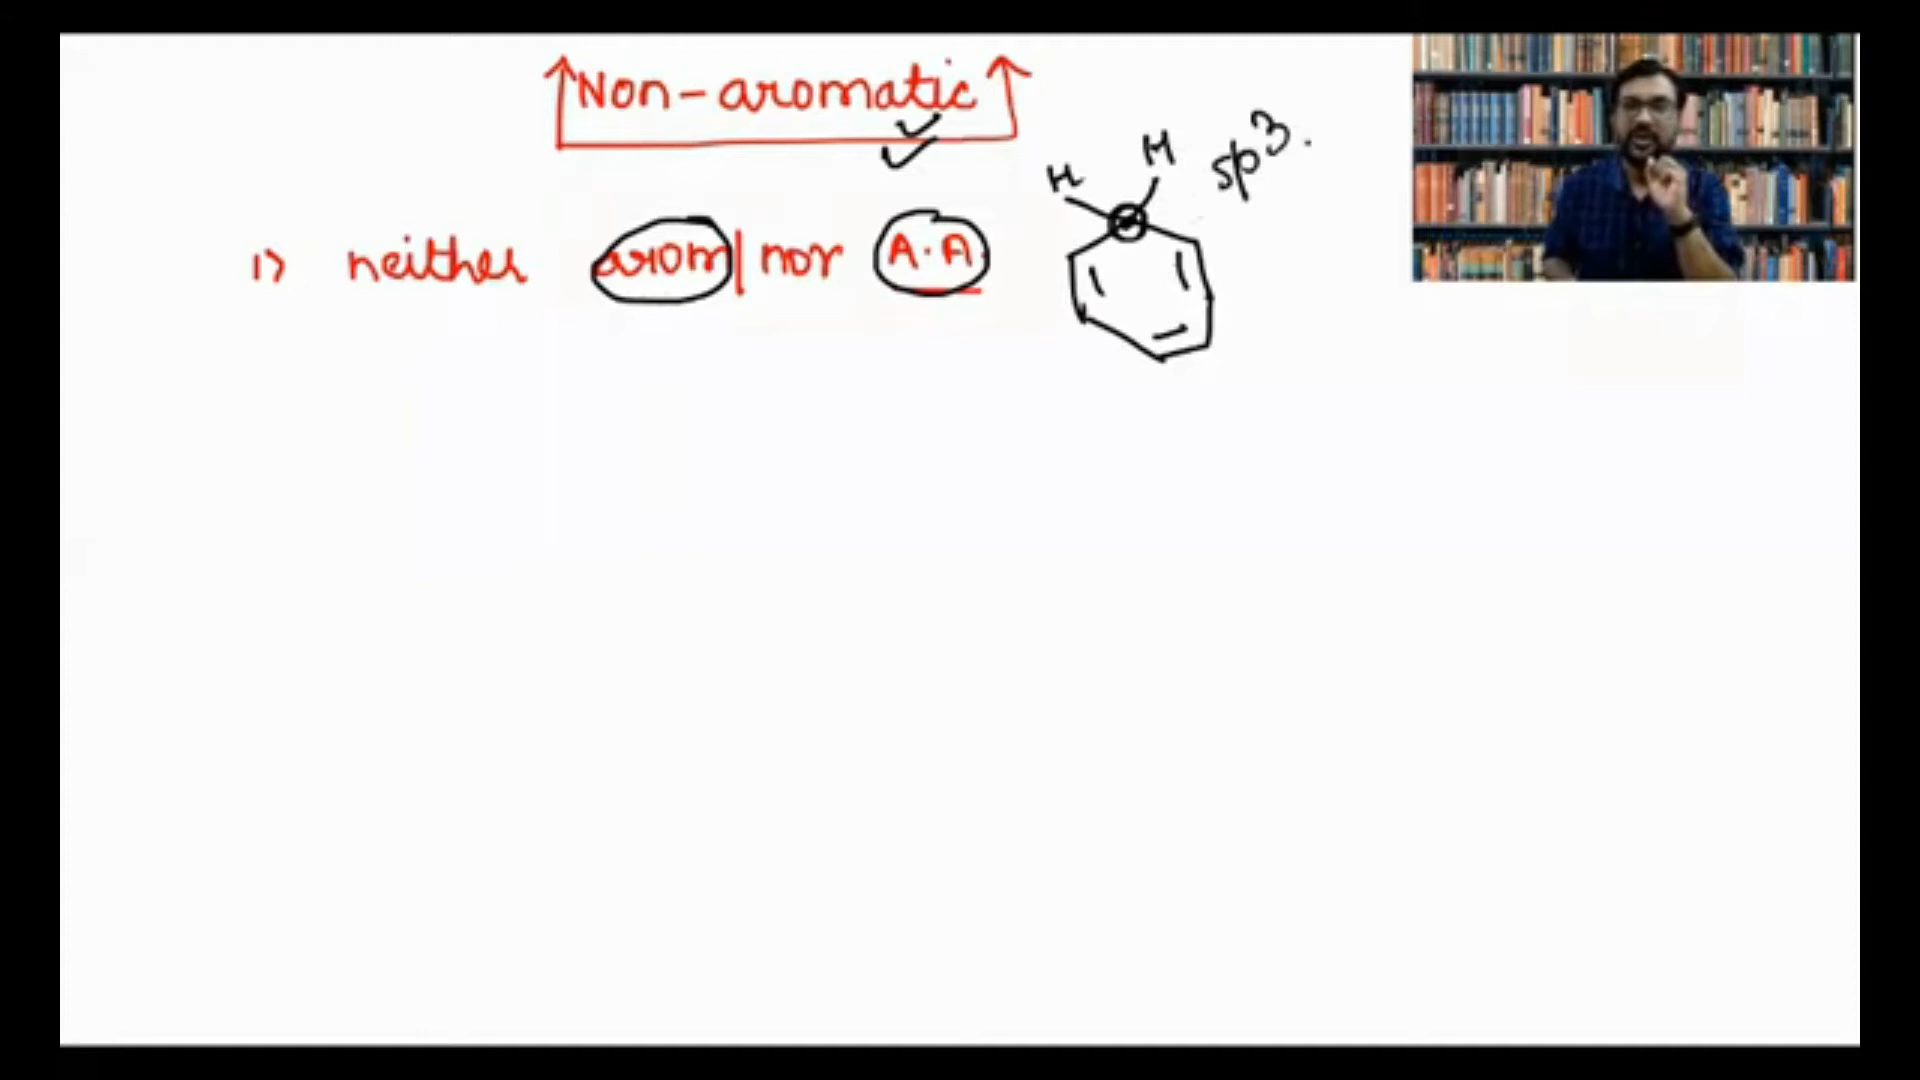 Non-aromatic
1) neither arom/ nor A.A.
H H sp3.